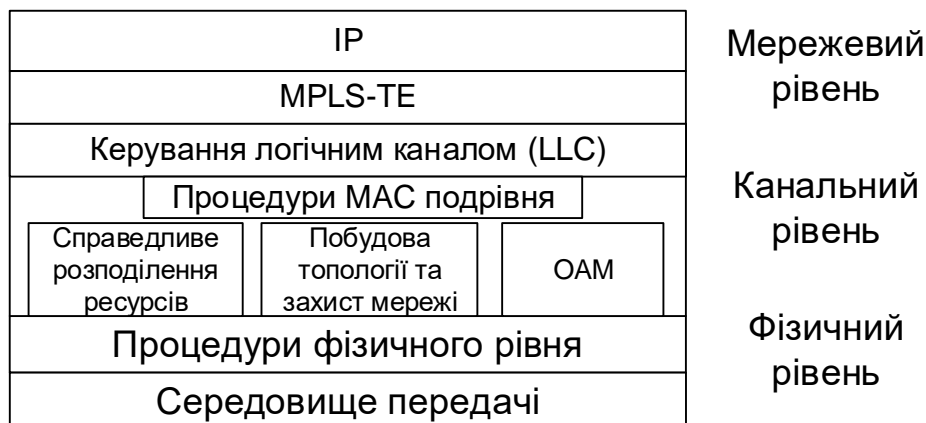 IP
Мережевий
рівень
MPLS-TE
Керування логічним каналом (LLC)
Канальний
рівень
Процедури MAC подрівня
Справедливе
розподілення
ресурсів
Побудова
топології та
захист мережі
OAM
Процедури фізичного рівня
Фізичний
рівень
Середовище передачі